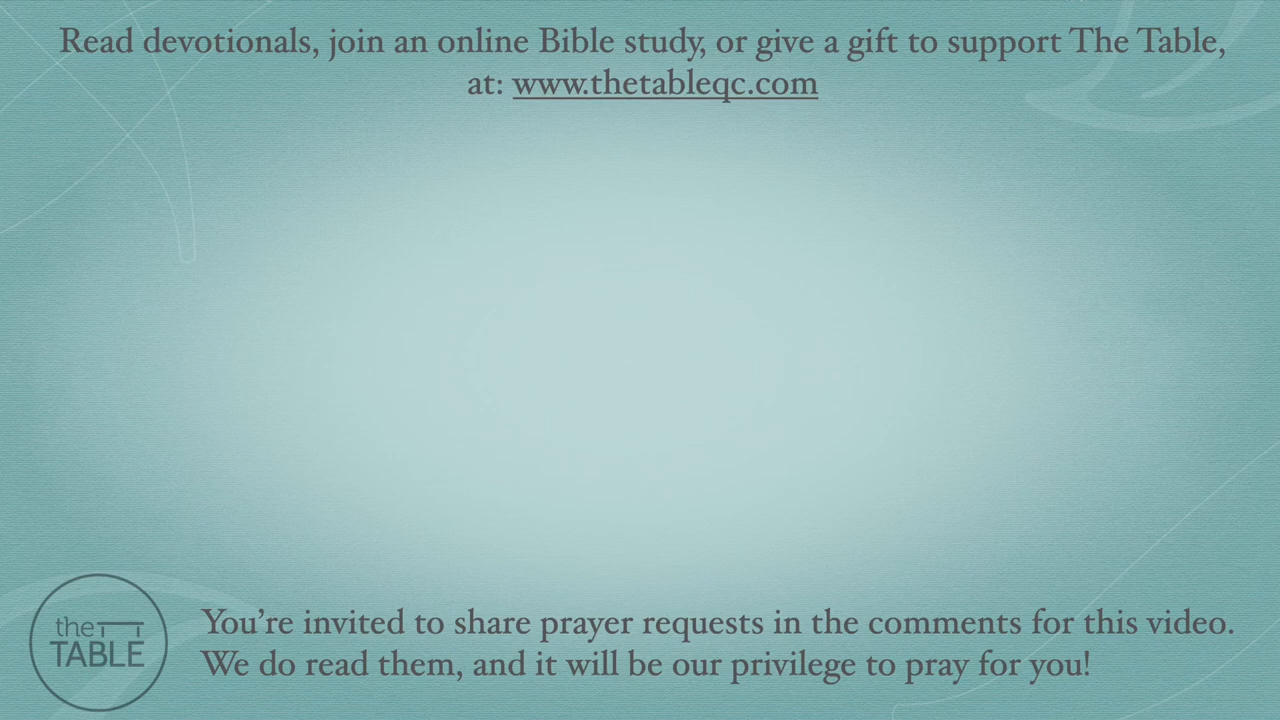 Read devotionals, join an online Bible study, or give a gift to support The Table,
at: www.thetableqc.com
the
TABLE
You're invited to share prayer requests in the comments for this video.
We do read them, and it will be our privilege to pray for you!